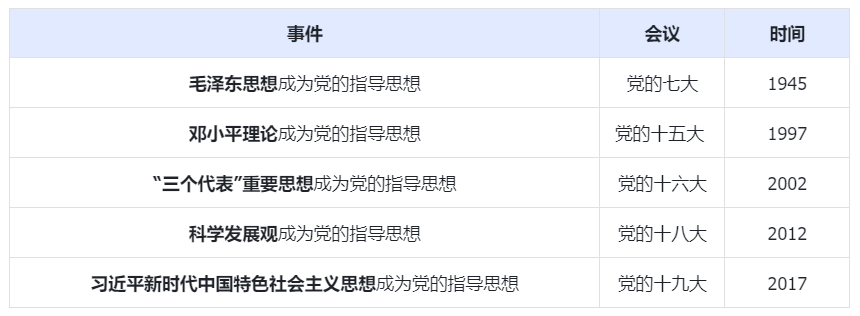 事件 会议 时间
毛泽东思想成为党的指导思想 党的七大 1945
邓小平理论成为党的指导思想 党的十五大 1997
“三个代表”重要思想成为党的指导思想 党的十六大 2002
科学发展观成为党的指导思想 党的十八大 2012
习近平新时代中国特色社会主义思想成为党的指导思想 党的十九大 2017